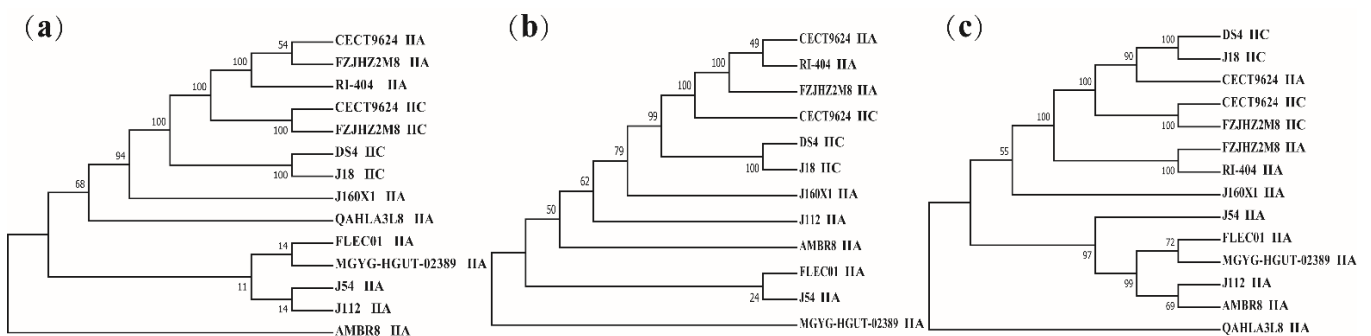 (a)
54
CECT9624 IIA
FZJHZ2M8 IIA
100
RI-404 IIA
100
CECT9624 IIC
100
FZJHZ2M8 IIC
100
DS4 IIC
100
J18 IIC
94
J160X1 IIA
68
QAHLA3L8 IIA
FLEC01 IIA
14
MGYG-HGUT-02389 IIA
11
J54 IIA
14
J112 IIA
AMBR8 IIA
(b)
49
CECT9624 IIA
RI-404 IIA
100
FZJHZ2M8 IIA
100
CECT9624 IIC
99
DS4 IIC
100
J18 IIC
79
J160X1 IIA
62
J112 IIA
50
AMBR8 IIA
FLEC01 IIA
24
J54 IIA
MGYG-HGUT-02389 IIA
(c)
DS4 IIC
100
J18 IIC
90
CECT9624 IIA
100
CECT9624 IIC
100
FZJHZ2M8 IIC
100
FZJHZ2M8 IIA
100
RI-404 IIA
55
J160X1 IIA
J54 IIA
97
FLEC01 IIA
72
MGYG-HGUT-02389 IIA
99
J112 IIA
69
AMBR8 IIA
QAHLA3L8 IIA